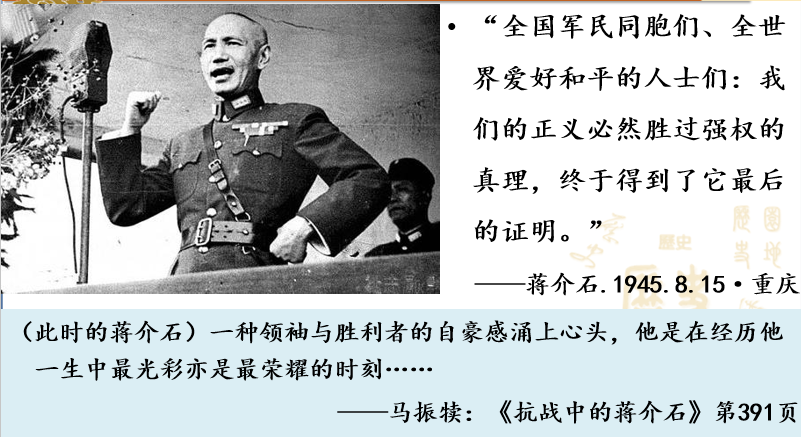 • “全国军民同胞们、全世
界爱好和平的人士们：我
们的正义必然胜过强权的
真理，终于得到了它最后
的证明。”
——蒋介石.1945.8.15·重庆
（此时的蒋介石）一种领袖与胜利者的自豪感涌上心头，他是在经历他
一生中最光彩亦是最荣耀的时刻……
——马振犊：《抗战中的蒋介石》第391页
歷史